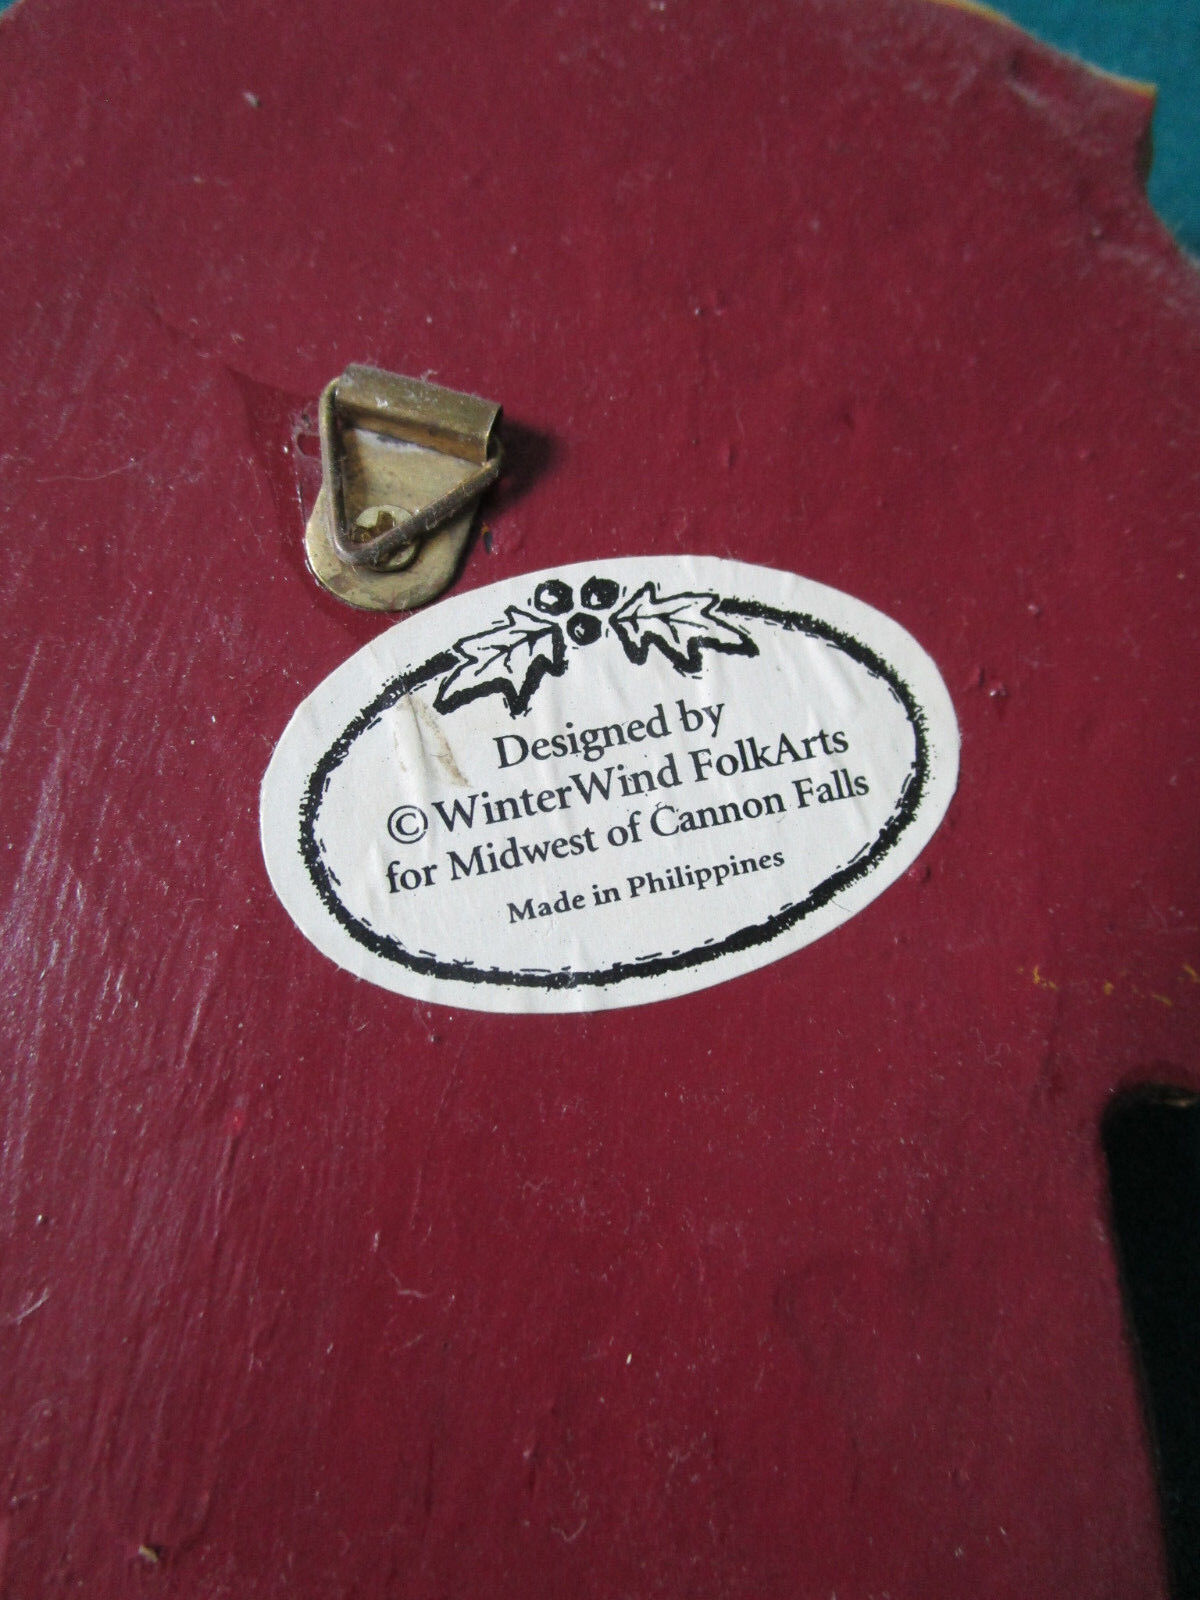 Designed by
© WinterWind FolkArts
for Midwest of Cannon Falls
Made in Philippines